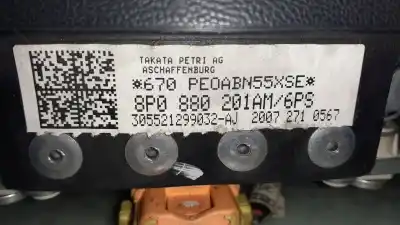 TAKATA PETRI AG
ASCHAFFENBURG
*670 PEOABN55XSE*
8P0 880 201AM/6PS
305521299032-AJ 2007 271 0567